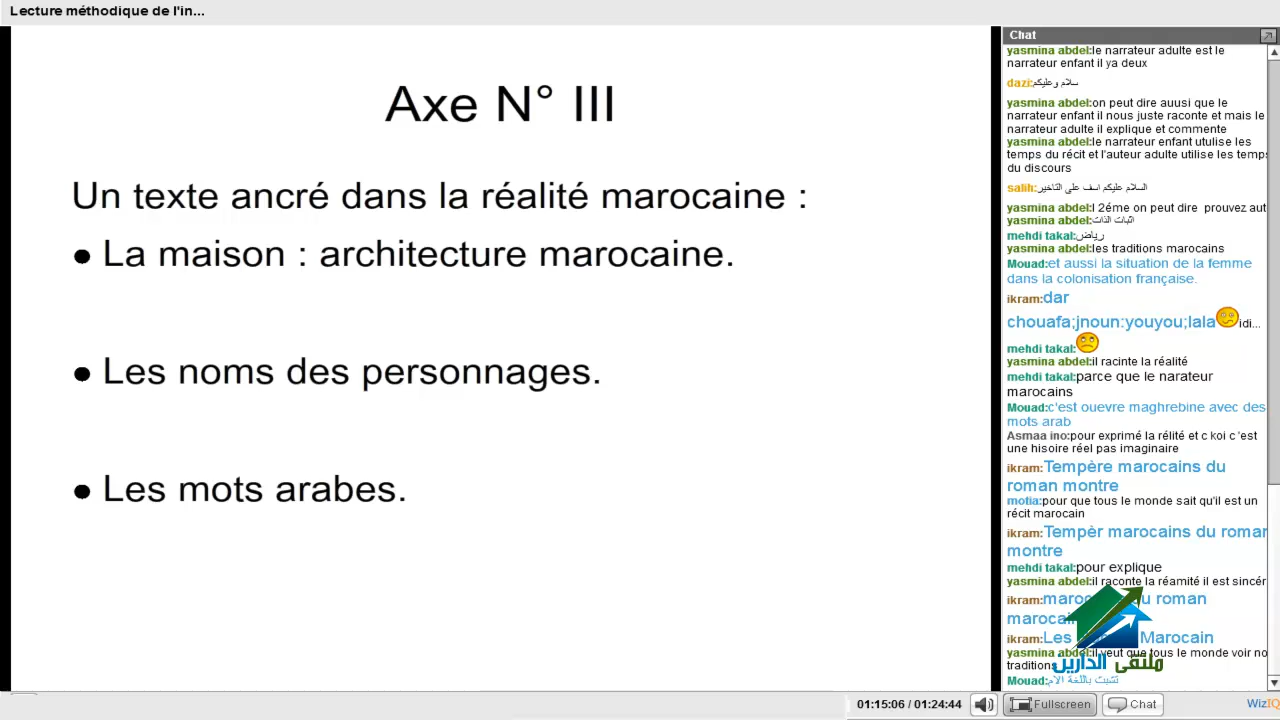 Lecture méthodique de l'in...
Axe N° III
Un texte ancré dans la réalité marocaine :
● La maison : architecture marocaine.
● Les noms des personnages.
● Les mots arabes.
Chat
yasmina abdel:le narrateur adulte est le
narrateur enfant il ya deux
dazi:سلام وعليكم
yasmina abdel:on peut dire auusi que le
narrateur enfant il nous juste raconte et mais le
narrateur adulte il explique et commente
yasmina abdel:le narrateur enfant utulise les
temps du récit et l'auteur adulte utilise les temps
du discours
salih:السلام عليكم اسف على التاخير
yasmina abdel:l 2éme on peut dire prouvez aut
yasmina abdel:اثبات الذات
mehdi takal:رياض
yasmina abdel:les traditions marocains
Mouad:et aussi la situation de la femme
dans la colonisation française.
ikram:dar
chouafa;jnoun:youyou;lala idi...
mehdi takal:
yasmina abdel:il racinte la réalité
mehdi takal:parce que le narateur
marocains
Mouad:c'est ouevre maghrebine avec des
mots arab
Asmaa ino:pour exprimé la rélité et c koi c 'est
une hisoire réel pas imaginaire
ikram:Tempère marocains du
roman montre
motia:pour que tous le monde sait qu'il est un
récit marocain
ikram:Tempèr marocains du romar
montre
mehdi takal:pour explique
yasmina abdel:il raconte la réamité il est sincér
ikram: u roman
ikram:Les Marocain
yasmina abdel:il veut que tous le monde voir no
traditions
Mouad:تشبت باللغة الام
ملتقى الدارين
01:15:06 / 01:24:44
Fullscreen
Chat
WizIQ